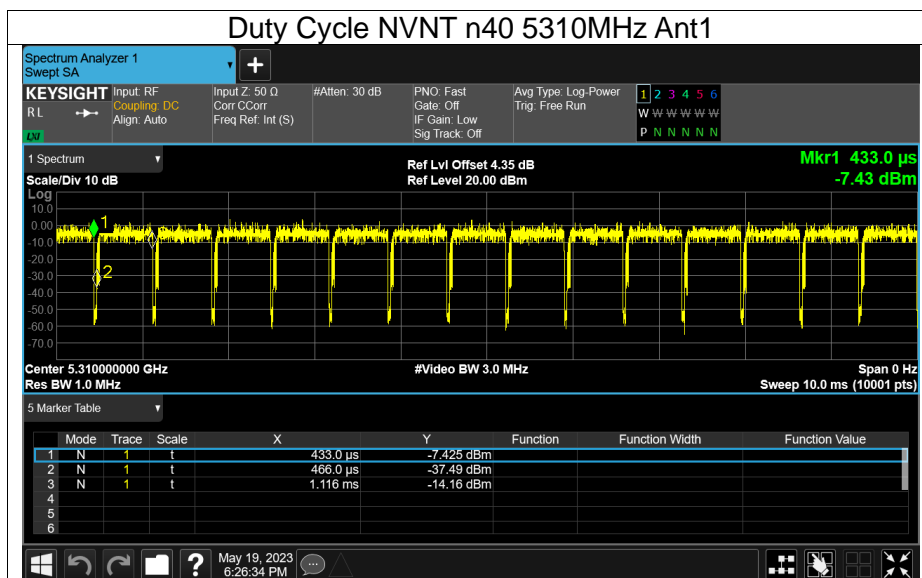 Duty Cycle NVNT n40 5310MHz Ant1
Spectrum Analyzer 1
Swept SA
+
KEYSIGHT
R L
LXI
Input: RF
Coupling: DC
Align: Auto
Input Z: 50 Ω
Corr CCorr
Freq Ref: Int (S)
#Atten: 30 dB
PNO: Fast
Gate: Off
IF Gain: Low
Sig Track: Off
Avg Type: Log-Power
Trig: Free Run
1 2 3 4 5 6
W W W W W W
P N N N N N
1 Spectrum
Scale/Div 10 dB
Ref Lvl Offset 4.35 dB
Ref Level 20.00 dBm
Mkr1 433.0 µs
-7.43 dBm
Log
10.0
0.00
-10.0
-20.0
-30.0
-40.0
-50.0
-60.0
-70.0
1
2
Center 5.310000000 GHz
Res BW 1.0 MHz
#Video BW 3.0 MHz
Span 0 Hz
Sweep 10.0 ms (10001 pts)
5 Marker Table
Mode Trace Scale X Y Function Function Width Function Value
1 N 1 t 433.0 µs -7.425 dBm
2 N 1 t 466.0 µs -37.49 dBm
3 N 1 t 1.116 ms -14.16 dBm
4
5
6
?
May 19, 2023
6:26:34 PM